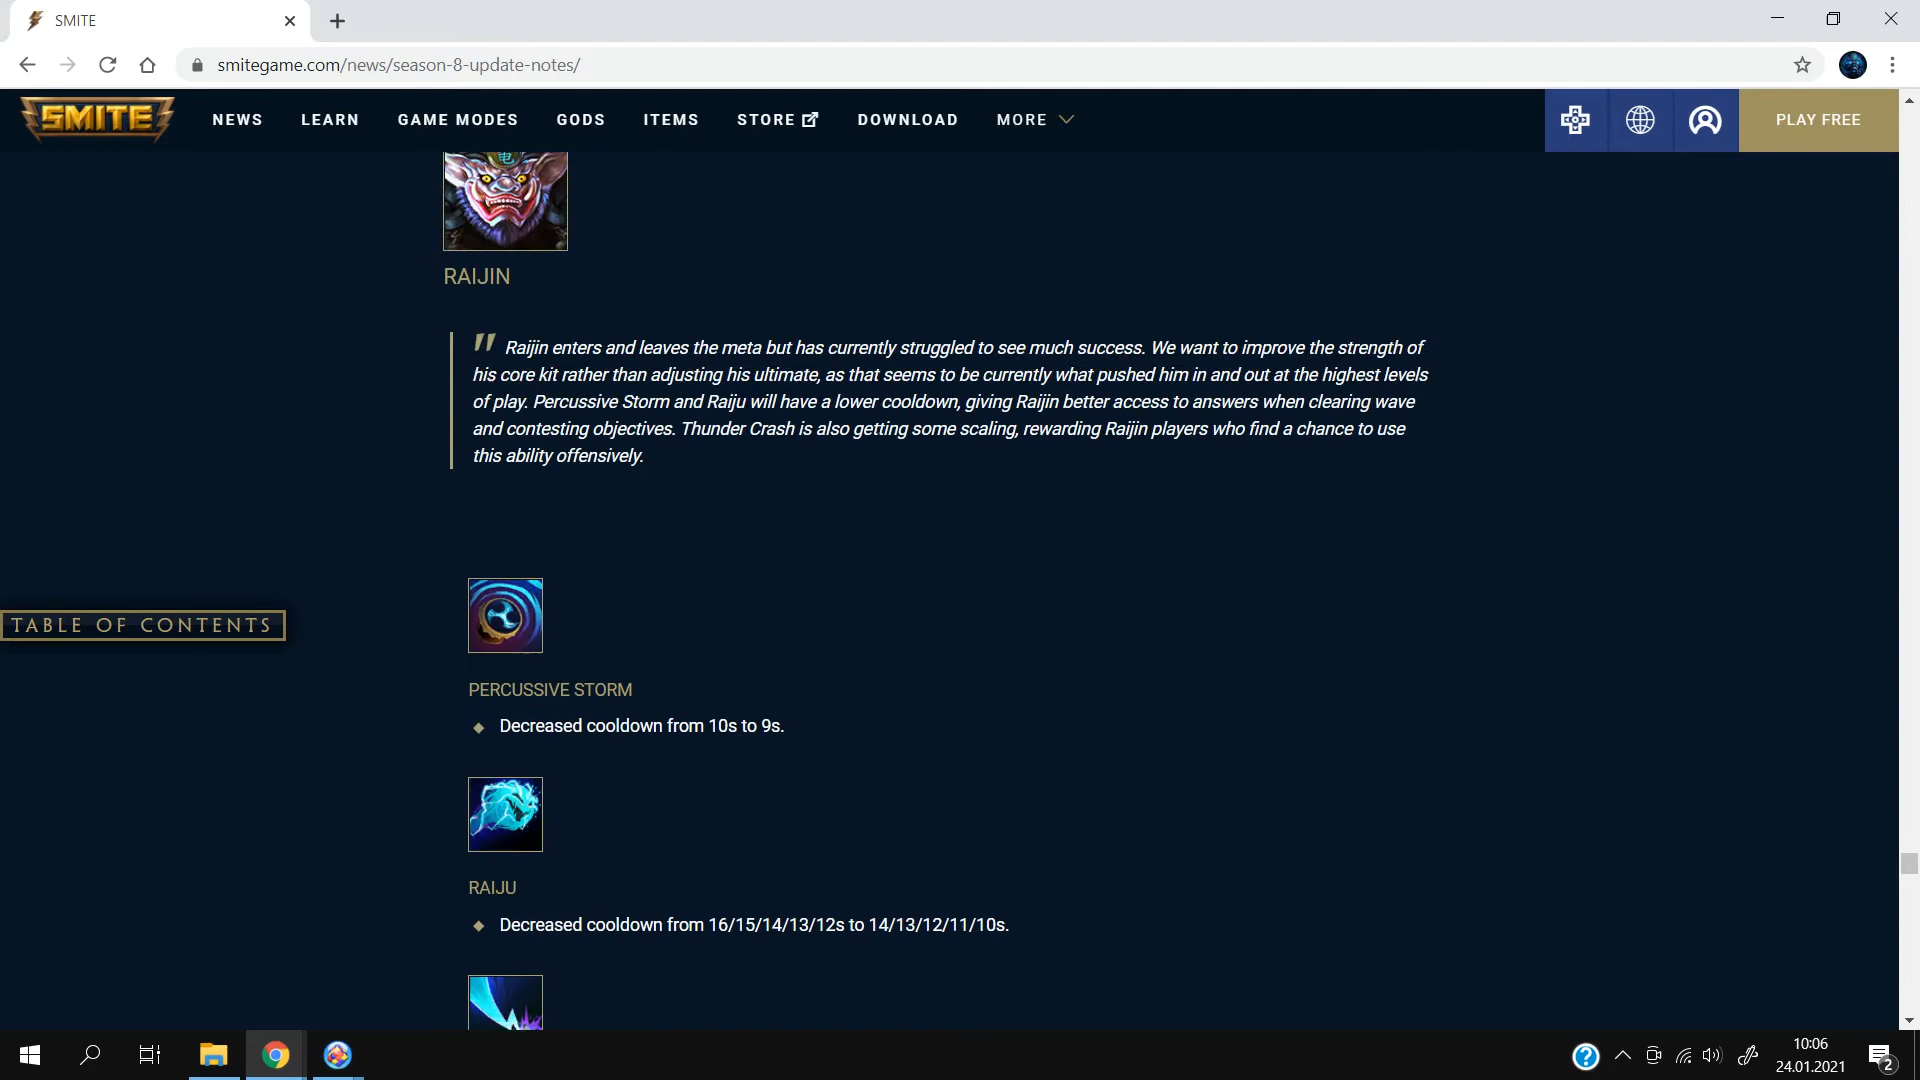 SMITE
smitegame.com/news/season-8-update-notes/
SMITE
NEWS
LEARN
GAME MODES
GODS
ITEMS
STORE
DOWNLOAD
MORE
PLAY FREE
RAIJIN
" Raijin enters and leaves the meta but has currently struggled to see much success. We want to improve the strength of
his core kit rather than adjusting his ultimate, as that seems to be currently what pushed him in and out at the highest levels
of play. Percussive Storm and Raiju will have a lower cooldown, giving Raijin better access to answers when clearing wave
and contesting objectives. Thunder Crash is also getting some scaling, rewarding Raijin players who find a chance to use
this ability offensively.
TABLE OF CONTENTS
PERCUSSIVE STORM
Decreased cooldown from 10s to 9s.
RAIJU
Decreased cooldown from 16/15/14/13/12s to 14/13/12/11/10s.
10:06
24.01.2021
2